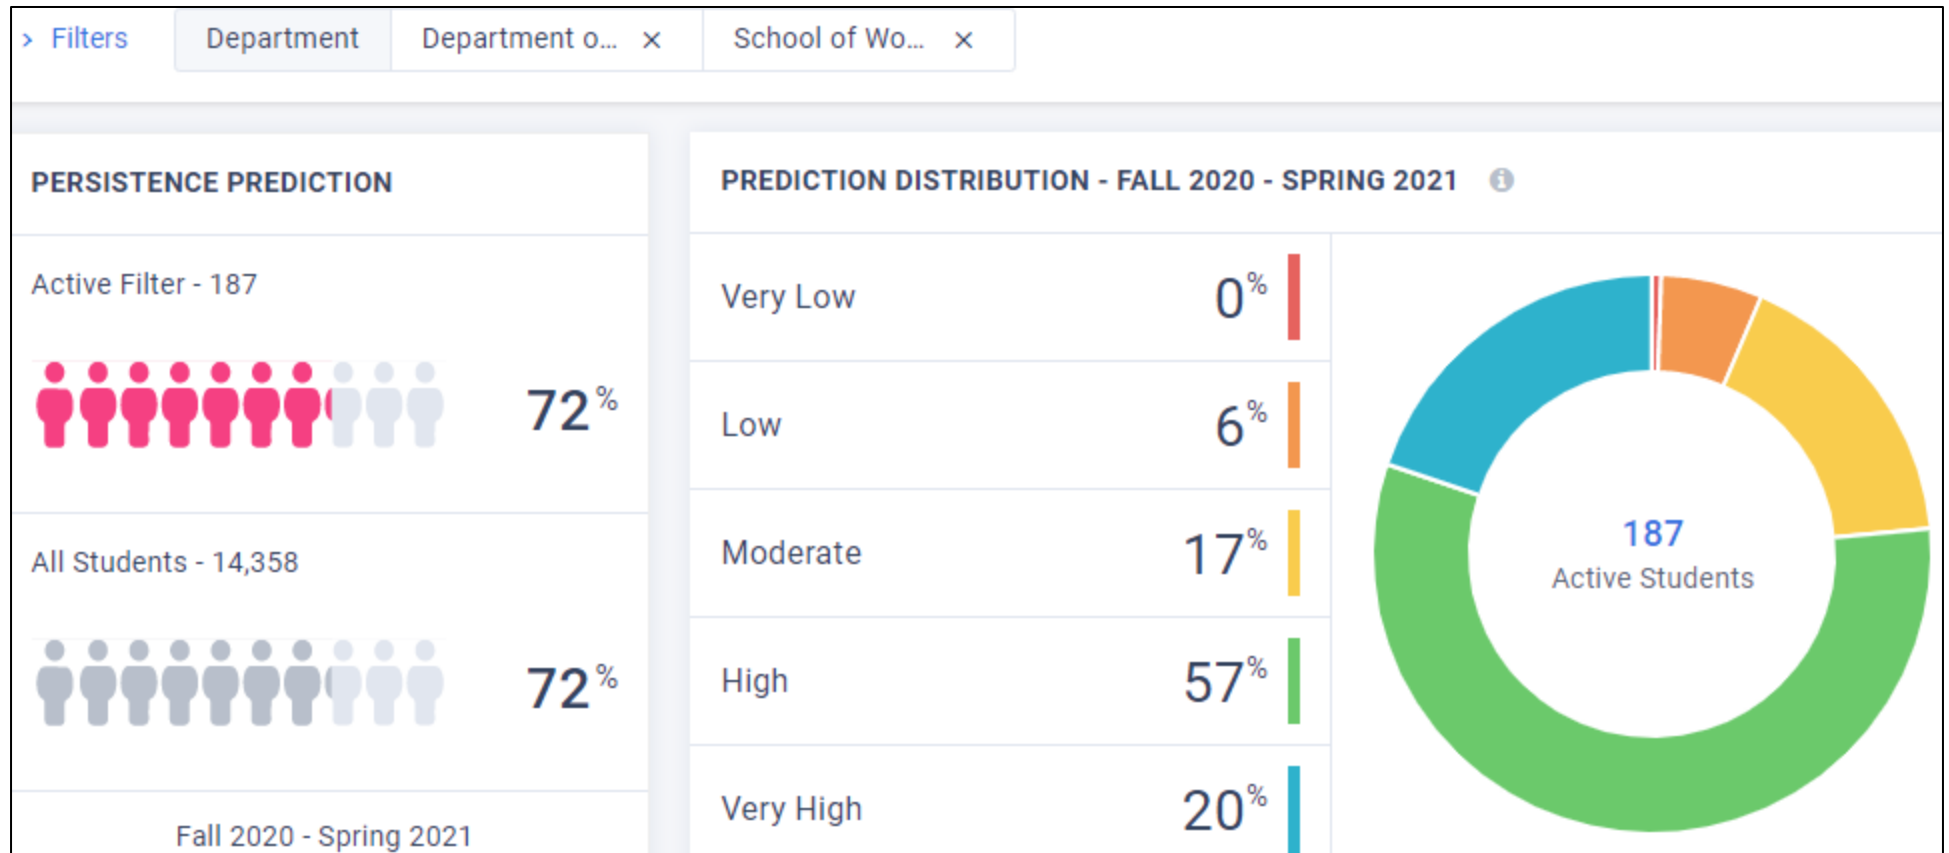 Filters Department Department o... × School of Wo... ×
PERSISTENCE PREDICTION
Active Filter - 187
72%
All Students - 14,358
72%
Fall 2020 - Spring 2021
PREDICTION DISTRIBUTION - FALL 2020 - SPRING 2021
Very Low 0%
Low 6%
Moderate 17%
High 57%
Very High 20%
187
Active Students